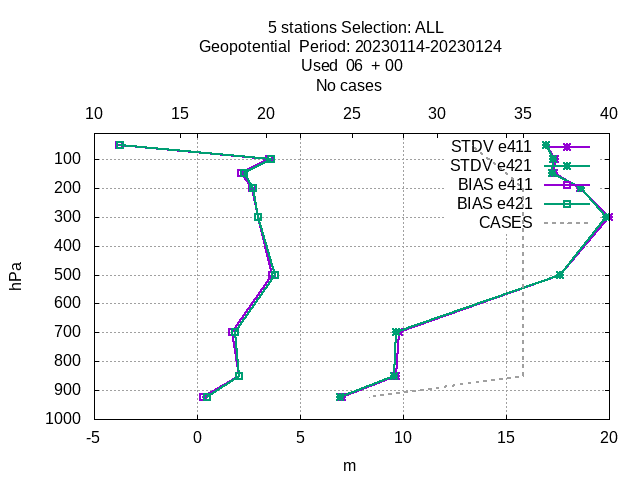 5 stations Selection: ALL
Geopotential  Period: 20230114-20230124
Used  06  + 00
No cases
10 15 20 25 30 35 40
STDV e411
STDV e421
BIAS e411
BIAS e421
CASES
100
200
300
400
500
600
700
800
900
1000
hPa
-5 0 5 10 15 20
m